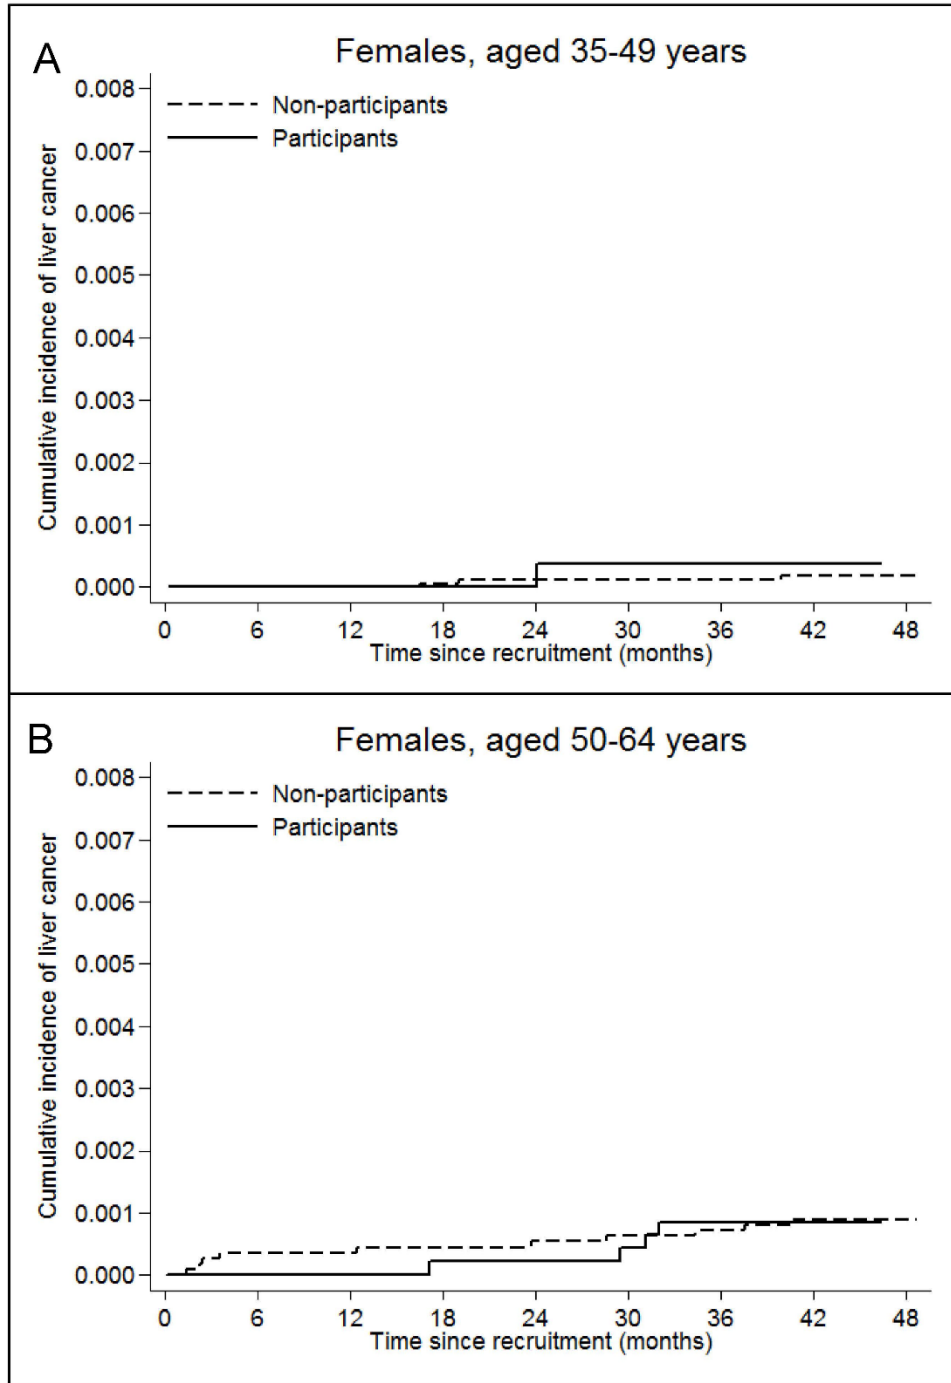 A
Females, aged 35-49 years
Cumulative incidence of liver cancer
0.008
0.007
0.006
0.005
0.004
0.003
0.002
0.001
0.000
Non-participants
Participants
0 6 12 18 24 30 36 42 48
Time since recruitment (months)
B
Females, aged 50-64 years
Cumulative incidence of liver cancer
0.008
0.007
0.006
0.005
0.004
0.003
0.002
0.001
0.000
Non-participants
Participants
0 6 12 18 24 30 36 42 48
Time since recruitment (months)